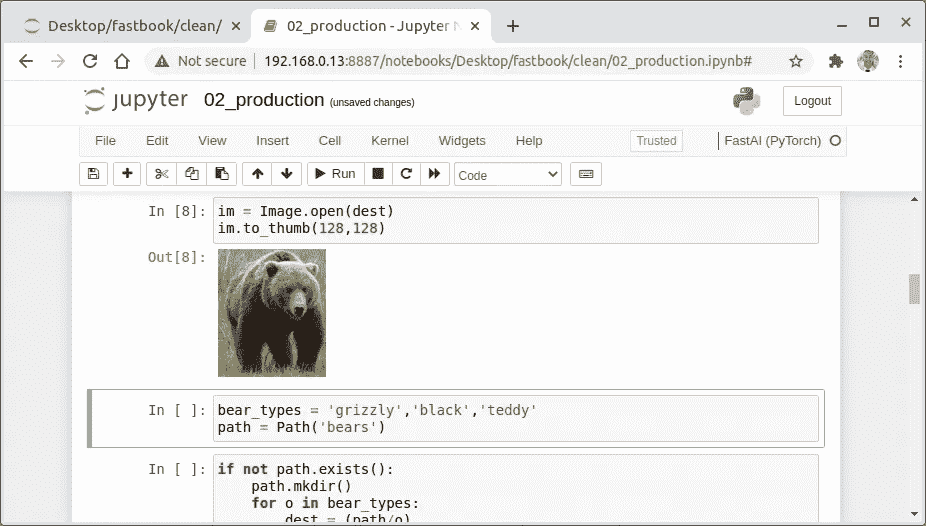 Desktop/fastbook/clean/
02_production - Jupyter N
Not secure 192.168.0.13:8887/notebooks/Desktop/fastbook/clean/02_production.ipynb#
jupyter 02_production (unsaved changes)
Logout
File Edit View Insert Cell Kernel Widgets Help
Trusted
FastAI (PyTorch)
Run
Code
In [8]:
im = Image.open(dest)
im.to_thumb(128,128)
Out[8]:
In [ ]:
bear_types = 'grizzly','black','teddy'
path = Path('bears')
In [ ]:
if not path.exists():
    path.mkdir()
    for o in bear_types:
        dest = (path/o)